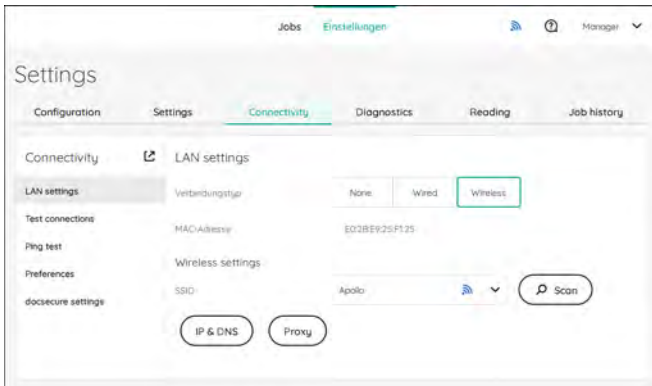 Jobs Einstellungen Manager
Settings
Configuration Settings Connectivity Diagnostics Reading Job history
Connectivity LAN settings
LAN settings Verbindungstyp None Wired Wireless
Test connections MAC-Adresse E0:2B:E9:25:F1:25
Ping test
Wireless settings
Preferences
SSID Apollo Scan
docsecure settings
IP & DNS Proxy